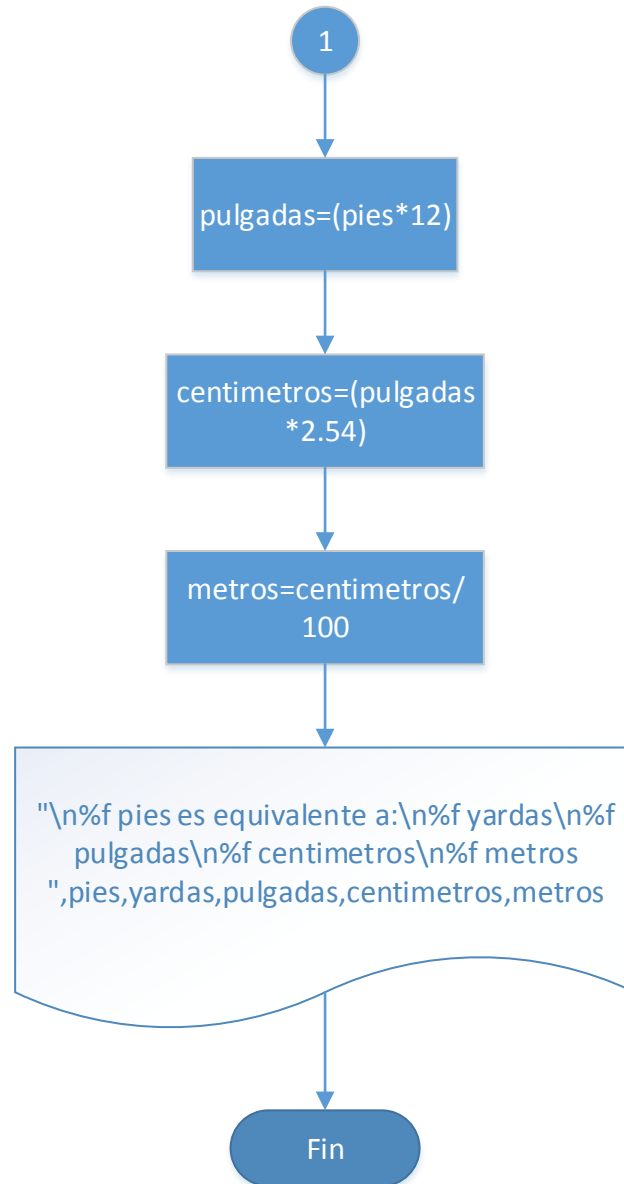 1
pulgadas=(pies*12)
centimetros=(pulgadas
*2.54)
metros=centimetros/
100
"\n%f pies es equivalente a:\n%f yardas\n%f
pulgadas\n%f centimetros\n%f metros
",pies,yardas,pulgadas,centimetros,metros
Fin